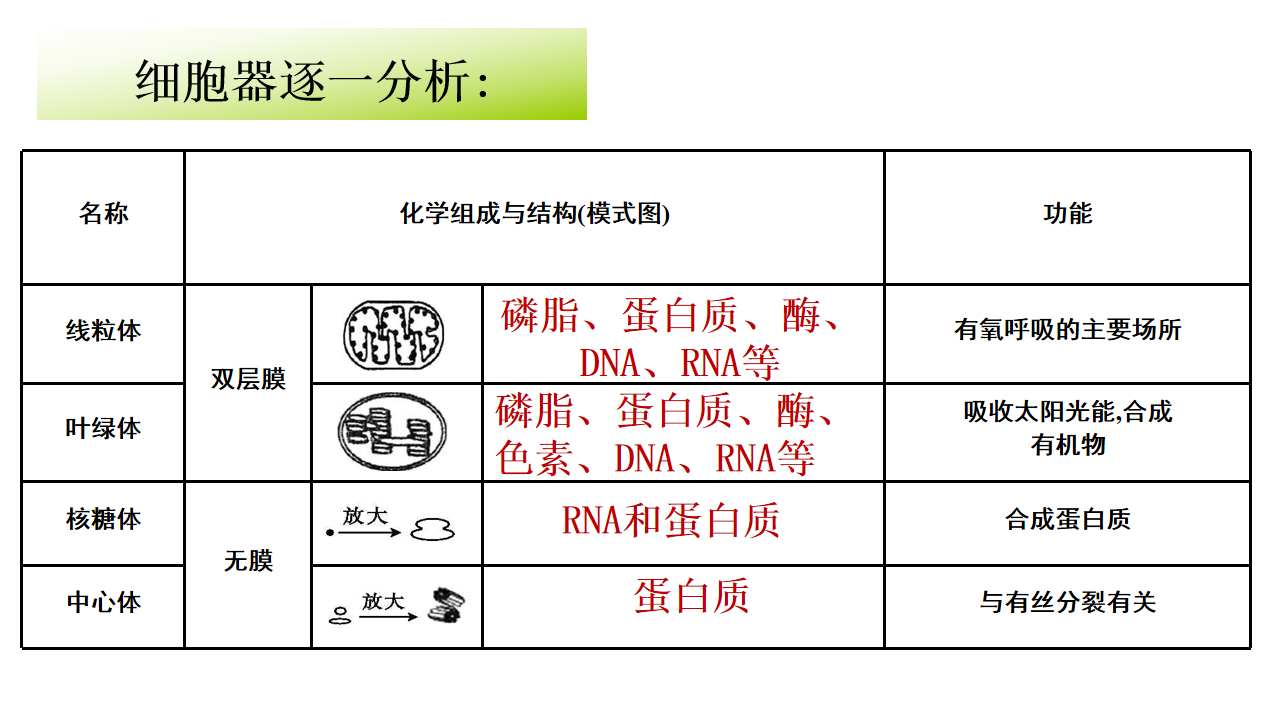 细胞器逐一分析：
名称
化学组成与结构(模式图)
功能
线粒体
双层膜
磷脂、蛋白质、酶、
DNA、RNA等
有氧呼吸的主要场所
叶绿体
磷脂、蛋白质、酶、
色素、DNA、RNA等
吸收太阳光能,合成
有机物
核糖体
无膜
放大
RNA和蛋白质
合成蛋白质
中心体
放大
蛋白质
与有丝分裂有关